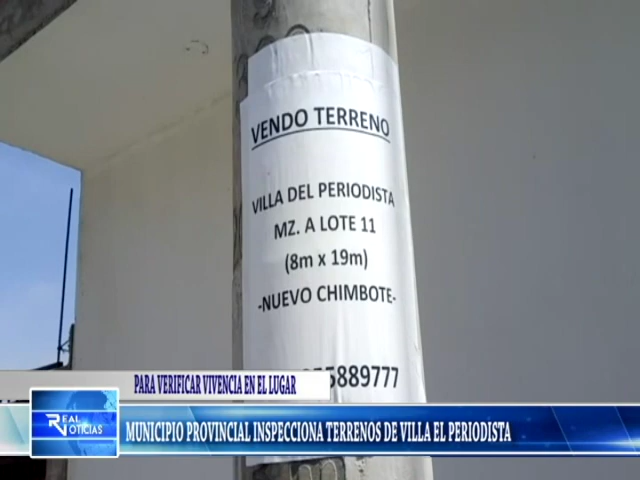 VENDO TERRENO
VILLA DEL PERIODISTA
MZ. A LOTE 11
(8m x 19m)
-NUEVO CHIMBOTE-
PARA VERIFICAR VIVENCIA EN EL LUGAR
REAL NOTICIAS
MUNICIPIO PROVINCIAL INSPECCIONA TERRENOS DE VILLA EL PERIODISTA